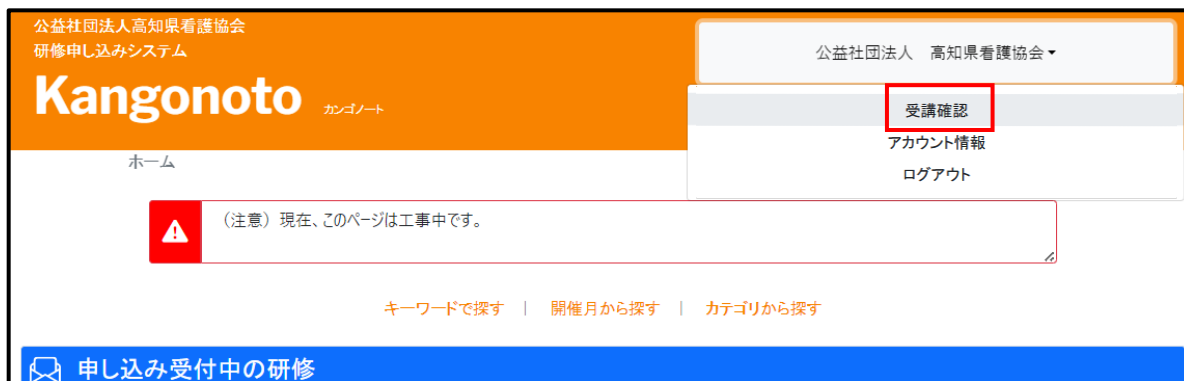 公益社団法人高知県看護協会
研修申し込みシステム
Kangonoto カンゴノート
公益社団法人　高知県看護協会
受講確認
アカウント情報
ログアウト
ホーム
（注意）現在、このページは工事中です。
キーワードで探す | 開催月から探す | カテゴリから探す
申し込み受付中の研修